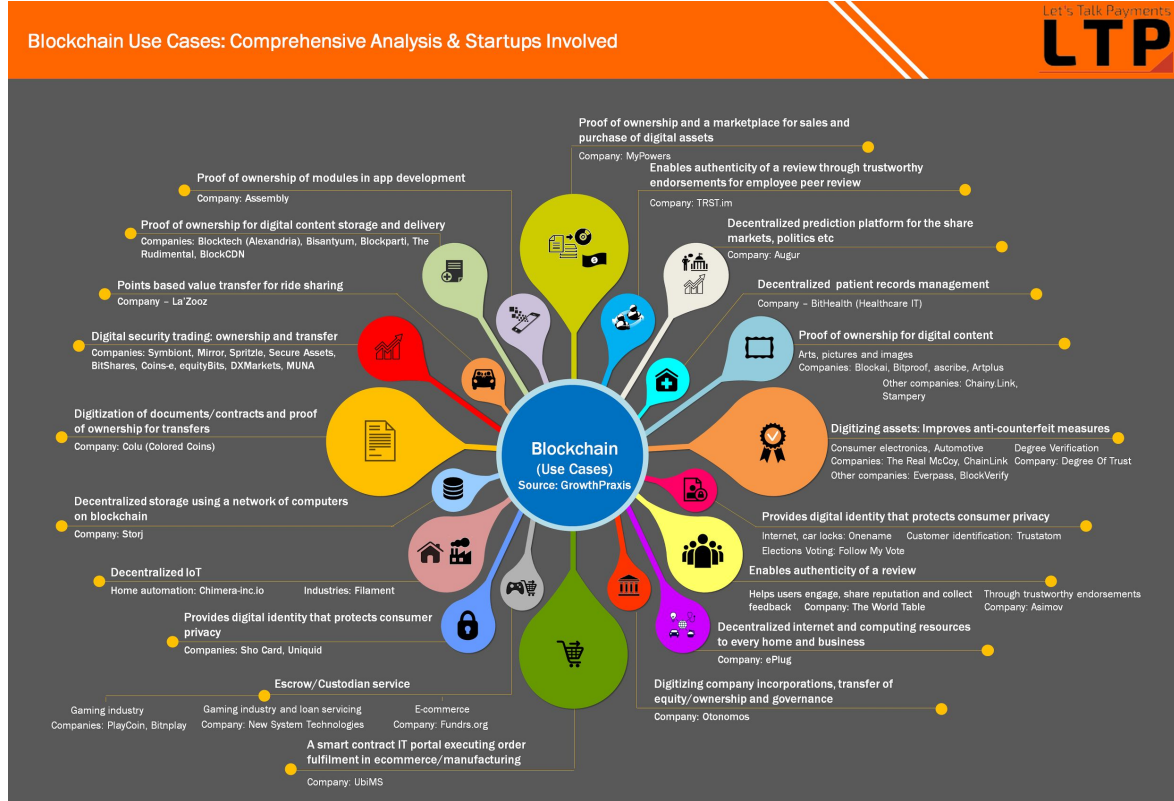 Let's Talk Payments
LTP
Blockchain Use Cases: Comprehensive Analysis & Startups Involved
Proof of ownership and a marketplace for sales and
purchase of digital assets
Company: MyPowers
Enables authenticity of a review through trustworthy
endorsements for employee peer review
Company: TRST.im
Decentralized prediction platform for the share
markets, politics etc
Company: Augur
Decentralized patient records management
Company – BitHealth (Healthcare IT)
Proof of ownership for digital content
Arts, pictures and images
Companies: Blockai, Bitproof, ascribe, Artplus
Other companies: Chainy.Link,
Stampery
Digitizing assets: Improves anti-counterfeit measures
Consumer electronics, Automotive
Companies: The Real McCoy, ChainLink
Other companies: Everpass, BlockVerify
Degree Verification
Company: Degree Of Trust
Provides digital identity that protects consumer privacy
Internet, car locks: Onename
Customer identification: Trustatom
Elections Voting: Follow My Vote
Enables authenticity of a review
Helps users engage, share reputation and collect
feedback Company: The World Table
Through trustworthy endorsements
Company: Asimov
Decentralized internet and computing resources
to every home and business
Company: ePlug
Digitizing company incorporations, transfer of
equity/ownership and governance
Company: Otonomos
Proof of ownership of modules in app development
Company: Assembly
Proof of ownership for digital content storage and delivery
Companies: Blocktech (Alexandria), Bisantyum, Blockparti, The
Rudimental, BlockCDN
Points based value transfer for ride sharing
Company – La'Zooz
Digital security trading: ownership and transfer
Companies: Symbiont, Mirror, Spritzle, Secure Assets,
BitShares, Coins-e, equityBits, DXMarkets, MUNA
Digitization of documents/contracts and proof
of ownership for transfers
Company: Colu (Colored Coins)
Decentralized storage using a network of computers
on blockchain
Company: Storj
Decentralized IoT
Home automation: Chimera-inc.io
Industries: Filament
Provides digital identity that protects consumer
privacy
Companies: Sho Card, Uniquid
Escrow/Custodian service
Gaming industry
Companies: PlayCoin, Bitnplay
Gaming industry and loan servicing
Company: New System Technologies
E-commerce
Company: Fundrs.org
A smart contract IT portal executing order
fulfilment in ecommerce/manufacturing
Company: UbiMS
Blockchain
(Use Cases)
Source: GrowthPraxis